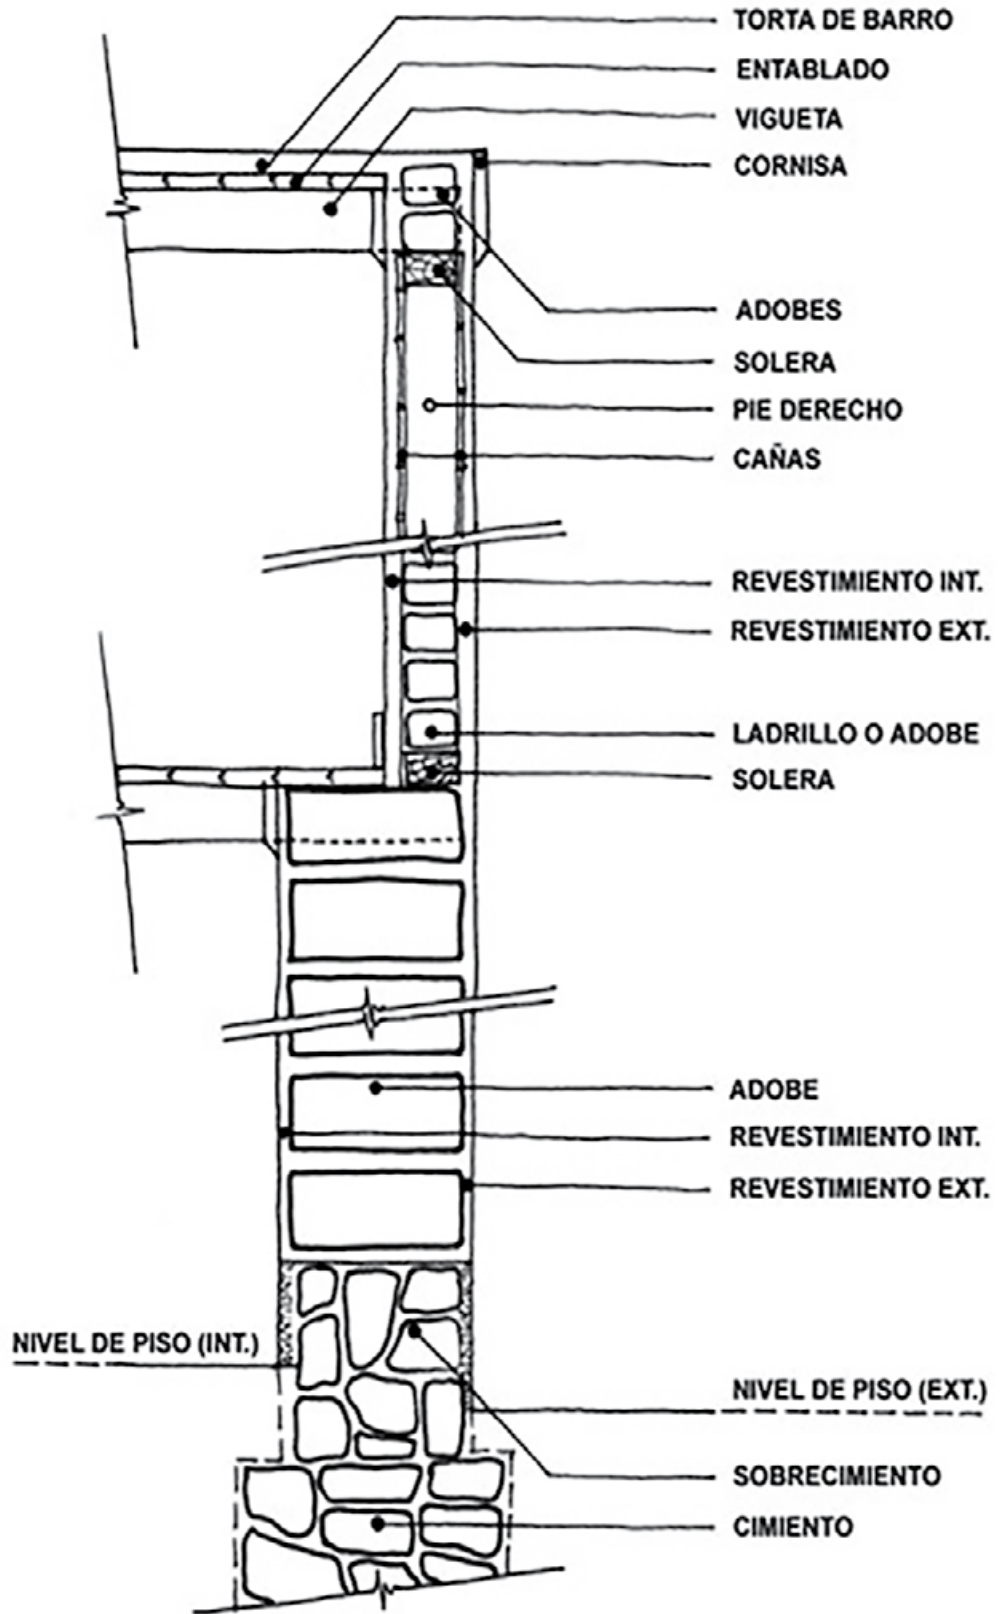 TORTA DE BARRO
ENTABLADO
VIGUETA
CORNISA
ADOBES
SOLERA
PIE DERECHO
CAÑAS
REVESTIMIENTO INT.
REVESTIMIENTO EXT.
LADRILLO O ADOBE
SOLERA
ADOBE
REVESTIMIENTO INT.
REVESTIMIENTO EXT.
NIVEL DE PISO (INT.)
NIVEL DE PISO (EXT.)
SOBRECIMIENTO
CIMIENTO